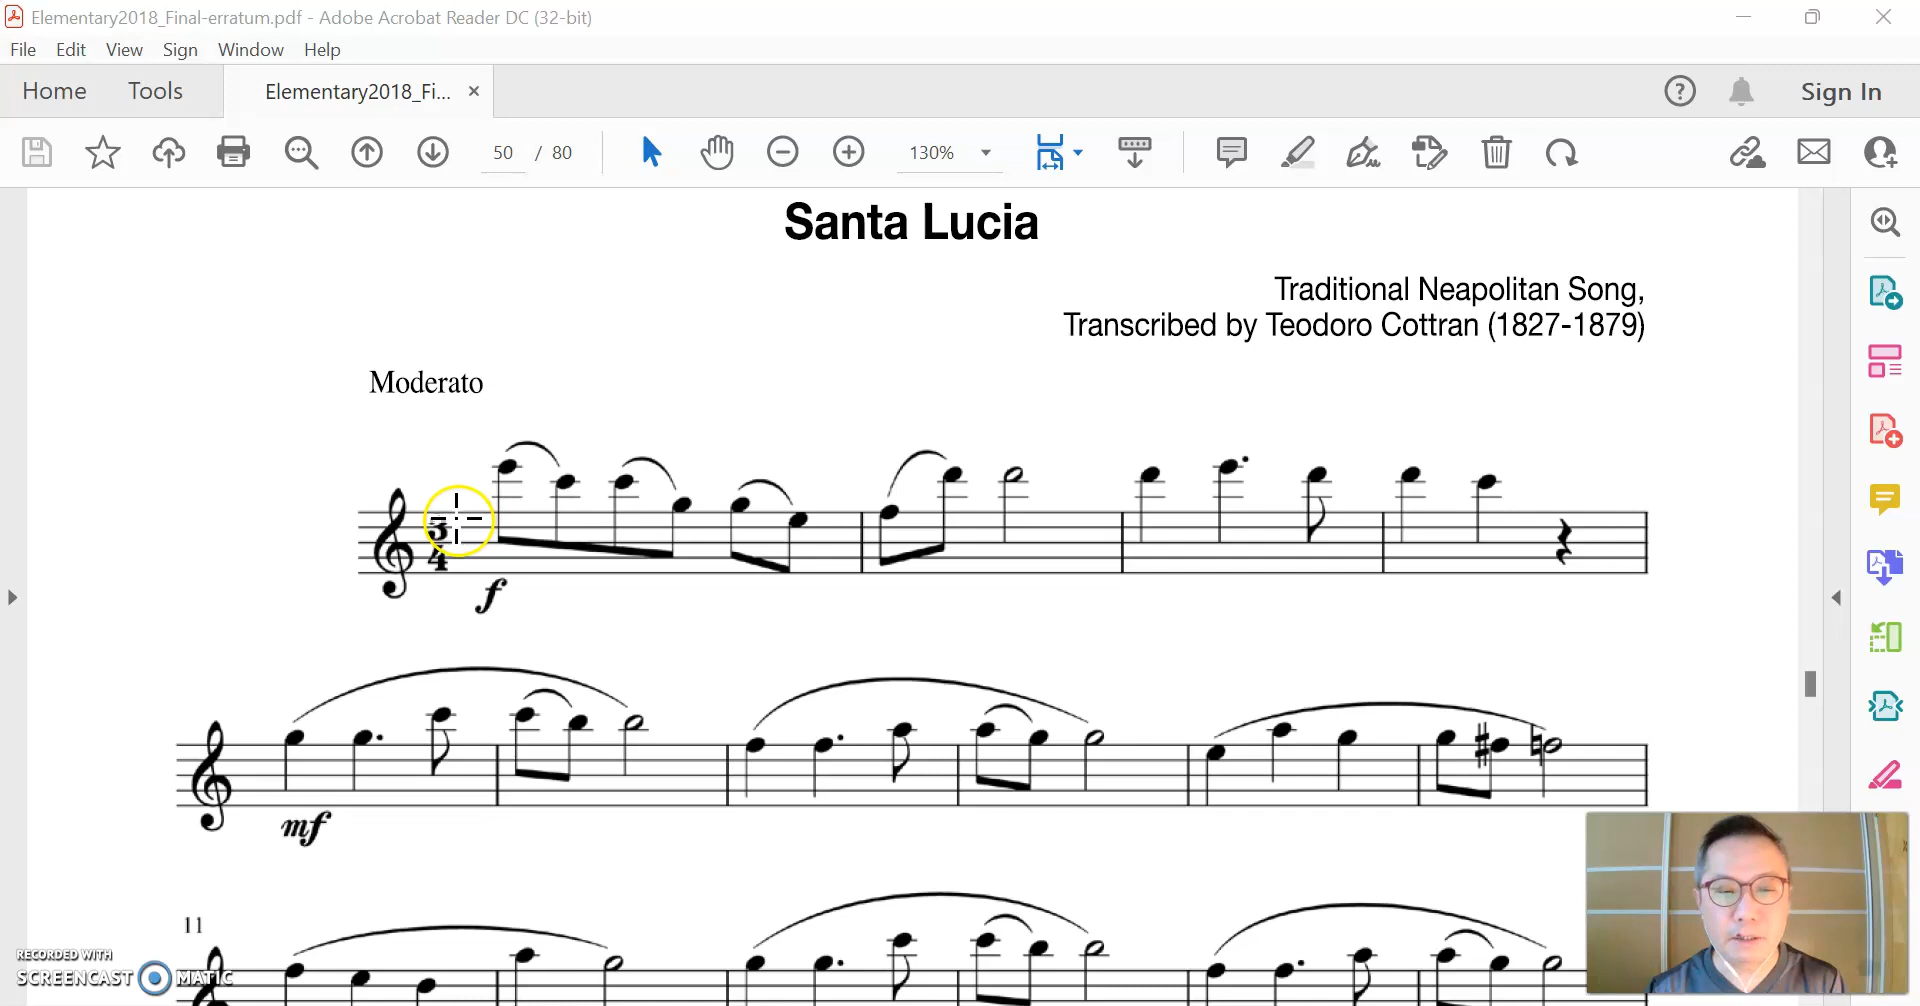 Elementary2018_Final-erratum.pdf - Adobe Acrobat Reader DC (32-bit)
File Edit View Sign Window Help
Home Tools Elementary2018_Fi... × Sign In
50 / 80 130%
Santa Lucia
Traditional Neapolitan Song,
Transcribed by Teodoro Cottran (1827-1879)
Moderato
3
4
f
mf
11
RECORDED WITH
SCREENCAST MATIC